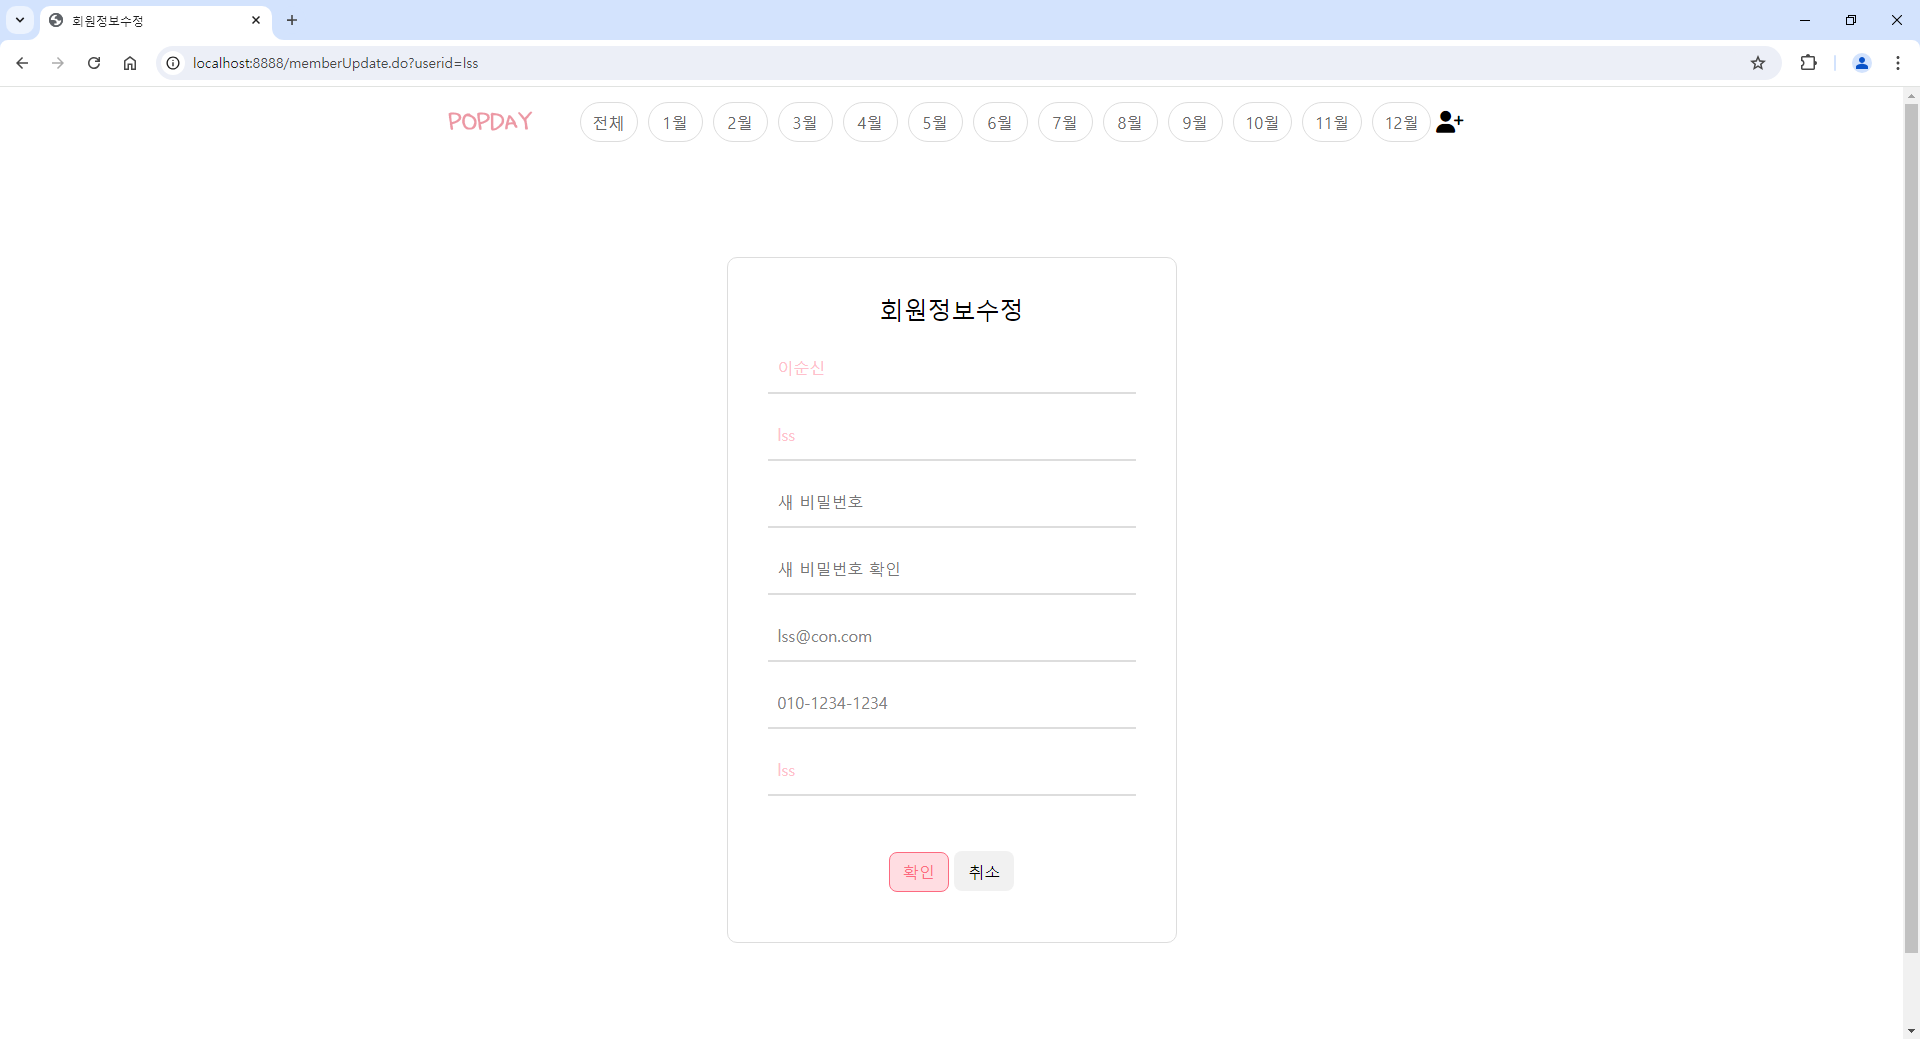 회원정보수정
localhost:8888/memberUpdate.do?userid=lss
POPDAY 전체 1월 2월 3월 4월 5월 6월 7월 8월 9월 10월 11월 12월
회원정보수정
이순신
lss
새 비밀번호
새 비밀번호 확인
lss@con.com
010-1234-1234
lss
확인 취소